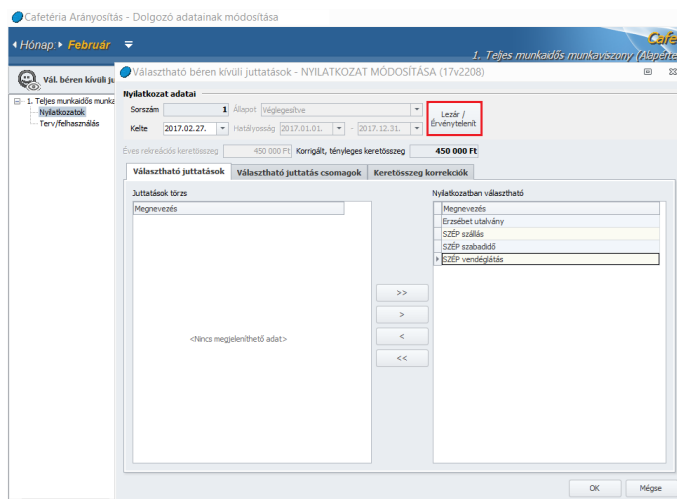 Cafetéria Arányosítás - Dolgozó adatainak módosítása
Hónap: Február
Cafe
1. Teljes munkaidős munkaviszony (Alapérte
Vál. béren kívüli ju
Választható béren kívüli juttatások - NYILATKOZAT MÓDOSÍTÁSA (17v2208)
1. Teljes munkaidős munka
Nyilatkozatok
Terv/felhasználás
Nyilatkozat adatai
Sorszám 1 Állapot Véglegesítve
Lezár /
Érvénytelenít
Kelte 2017.02.27. Hatályosság 2017.01.01. - 2017.12.31.
Éves rekreációs keretösszeg 450 000 Ft Korrigált, tényleges keretösszeg 450 000 Ft
Választható juttatások Választható juttatás csomagok Keretösszeg korrekciók
Juttatások törzs
Megnevezés
<Nincs megjeleníthető adat>
>>
>
<
<<
Nyilatkozatban választható
Megnevezés
Erzsébet utalvány
SZÉP szállás
SZÉP szabadidő
SZÉP vendéglátás
OK Mégse